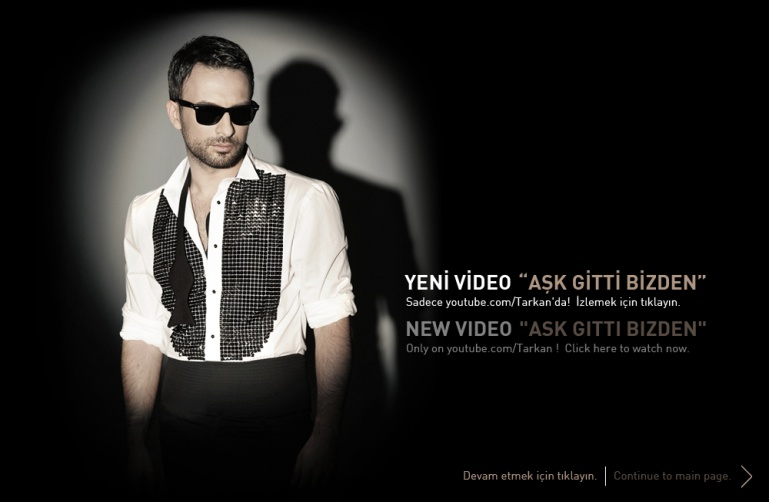 YENİ VİDEO “AŞK GİTTİ BİZDEN”
Sadece youtube.com/Tarkan'da! İzlemek için tıklayın.
NEW VIDEO "ASK GITTI BIZDEN"
Only on youtube.com/Tarkan ! Click here to watch now.
Devam etmek için tıklayın. Continue to main page.